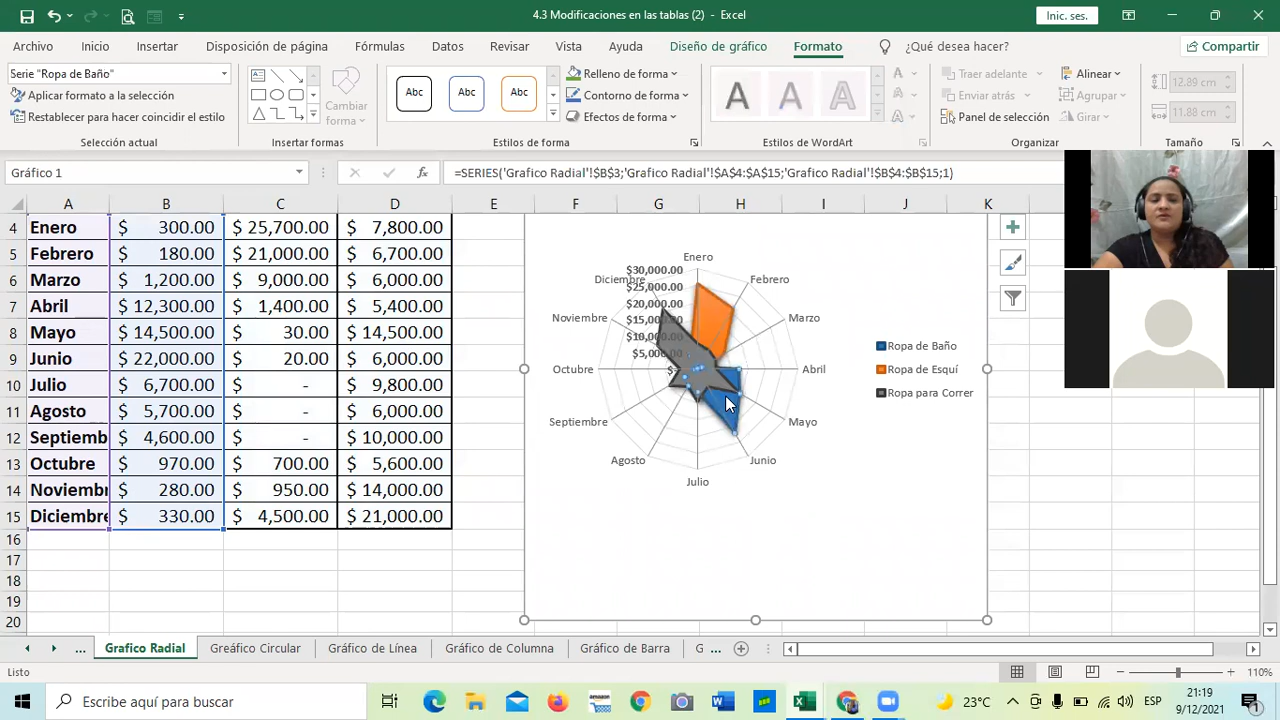 4.3 Modificaciones en las tablas (2) - Excel
Inic. ses.
Archivo Inicio Insertar Disposición de página Fórmulas Datos Revisar Vista Ayuda Diseño de gráfico Formato ¿Qué desea hacer? Compartir
Serie "Ropa de Baño"
Aplicar formato a la selección
Restablecer para hacer coincidir el estilo
Selección actual
Cambiar forma
Insertar formas
Abc Abc Abc
Relleno de forma
Contorno de forma
Efectos de forma
Estilos de forma
A A A
Estilos de WordArt
Traer adelante
Enviar atrás
Panel de selección
Alinear
Agrupar
Girar
Organizar
12.89 cm
11.88 cm
Tamaño
Gráfico 1
=SERIES('Grafico Radial'!$B$3;'Grafico Radial'!$A$4:$A$15;'Grafico Radial'!$B$4:$B$15;1)
A B C D E F G H I J K
4 Enero $ 300.00 $ 25,700.00 $ 7,800.00
5 Febrero $ 180.00 $ 21,000.00 $ 6,700.00
6 Marzo $ 1,200.00 $ 9,000.00 $ 6,000.00
7 Abril $ 12,300.00 $ 1,400.00 $ 5,400.00
8 Mayo $ 14,500.00 $ 30.00 $ 14,500.00
9 Junio $ 22,000.00 $ 20.00 $ 6,000.00
10 Julio $ 6,700.00 $ - $ 9,800.00
11 Agosto $ 5,700.00 $ - $ 6,000.00
12 Septiemb $ 4,600.00 $ - $ 10,000.00
13 Octubre $ 970.00 $ 700.00 $ 5,600.00
14 Noviembr $ 280.00 $ 950.00 $ 14,000.00
15 Diciembre $ 330.00 $ 4,500.00 $ 21,000.00
16
17
18
19
20
Enero
Febrero
Marzo
Abril
Mayo
Junio
Julio
Agosto
Septiembre
Octubre
Noviembre
Diciembre
$30,000.00
$25,000.00
$20,000.00
$15,000.00
$10,000.00
$5,000.00
Ropa de Baño
Ropa de Esquí
Ropa para Correr
... Grafico Radial Greáfico Circular Gráfico de Línea Gráfico de Columna Gráfico de Barra G ...
Listo
110%
Escribe aquí para buscar
23°C
ESP
21:19
9/12/2021